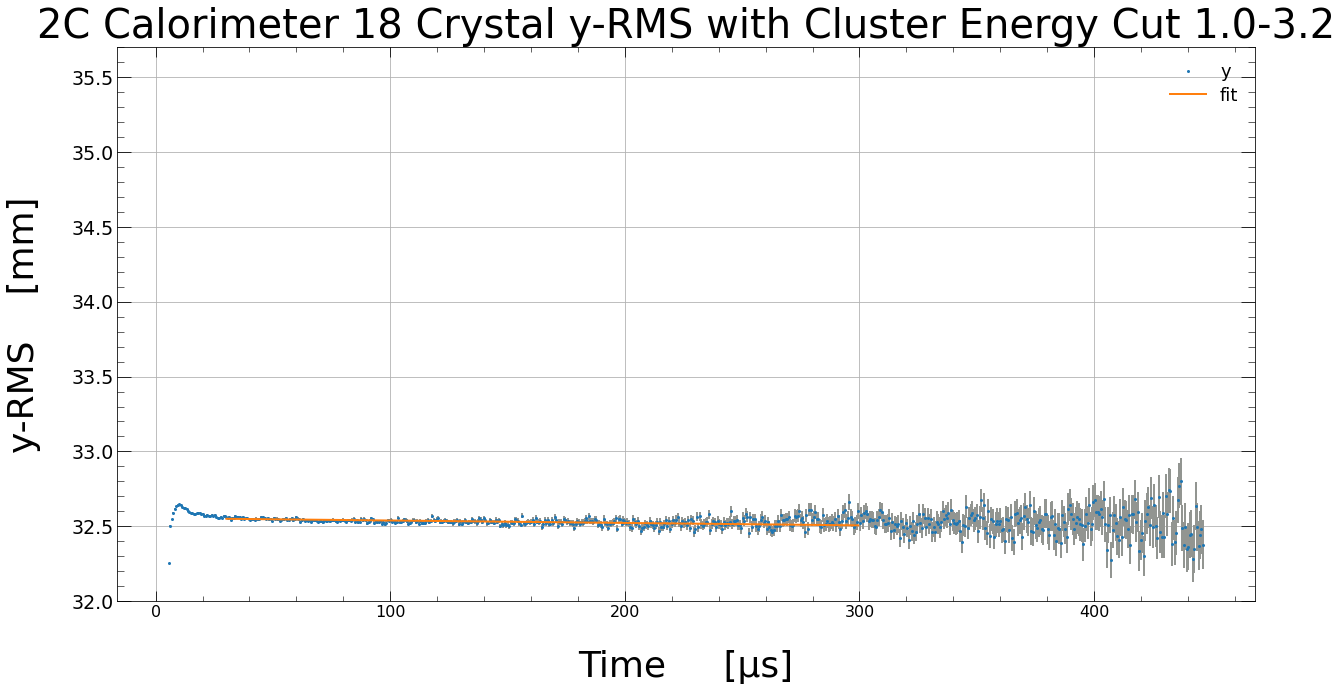 2C Calorimeter 18 Crystal y-RMS with Cluster Energy Cut 1.0-3.2
y
fit
35.5
35.0
34.5
34.0
33.5
33.0
32.5
32.0
y-RMS [mm]
0 100 200 300 400
Time [µs]